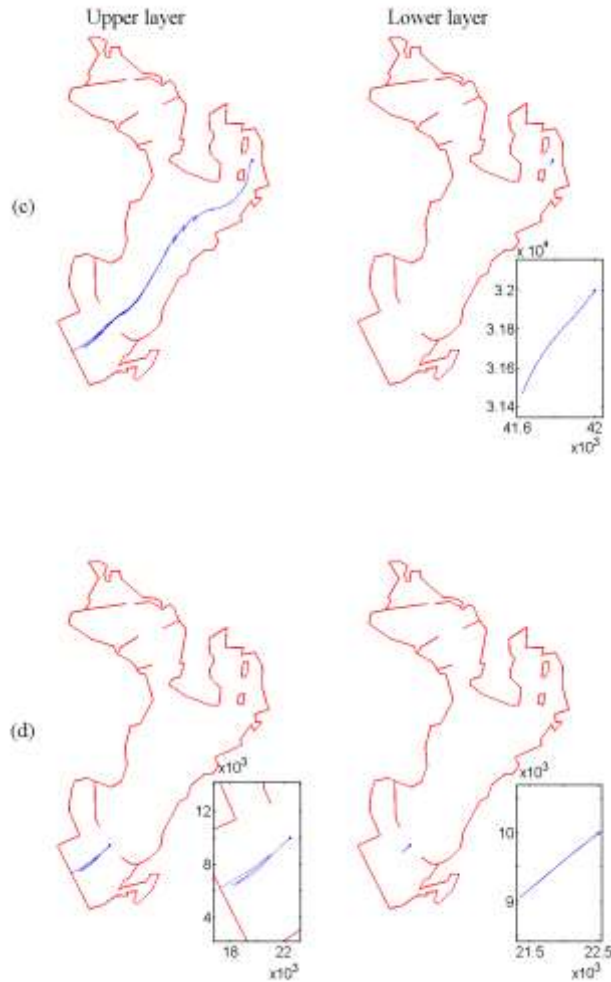 Upper layer
Lower layer
(c)
x 10⁴
3.2
3.18
3.16
3.14
41.6
42
x10³
(d)
x10³
12
8
4
18
22
x10³
x10³
10
9
21.5
22.5
x10³